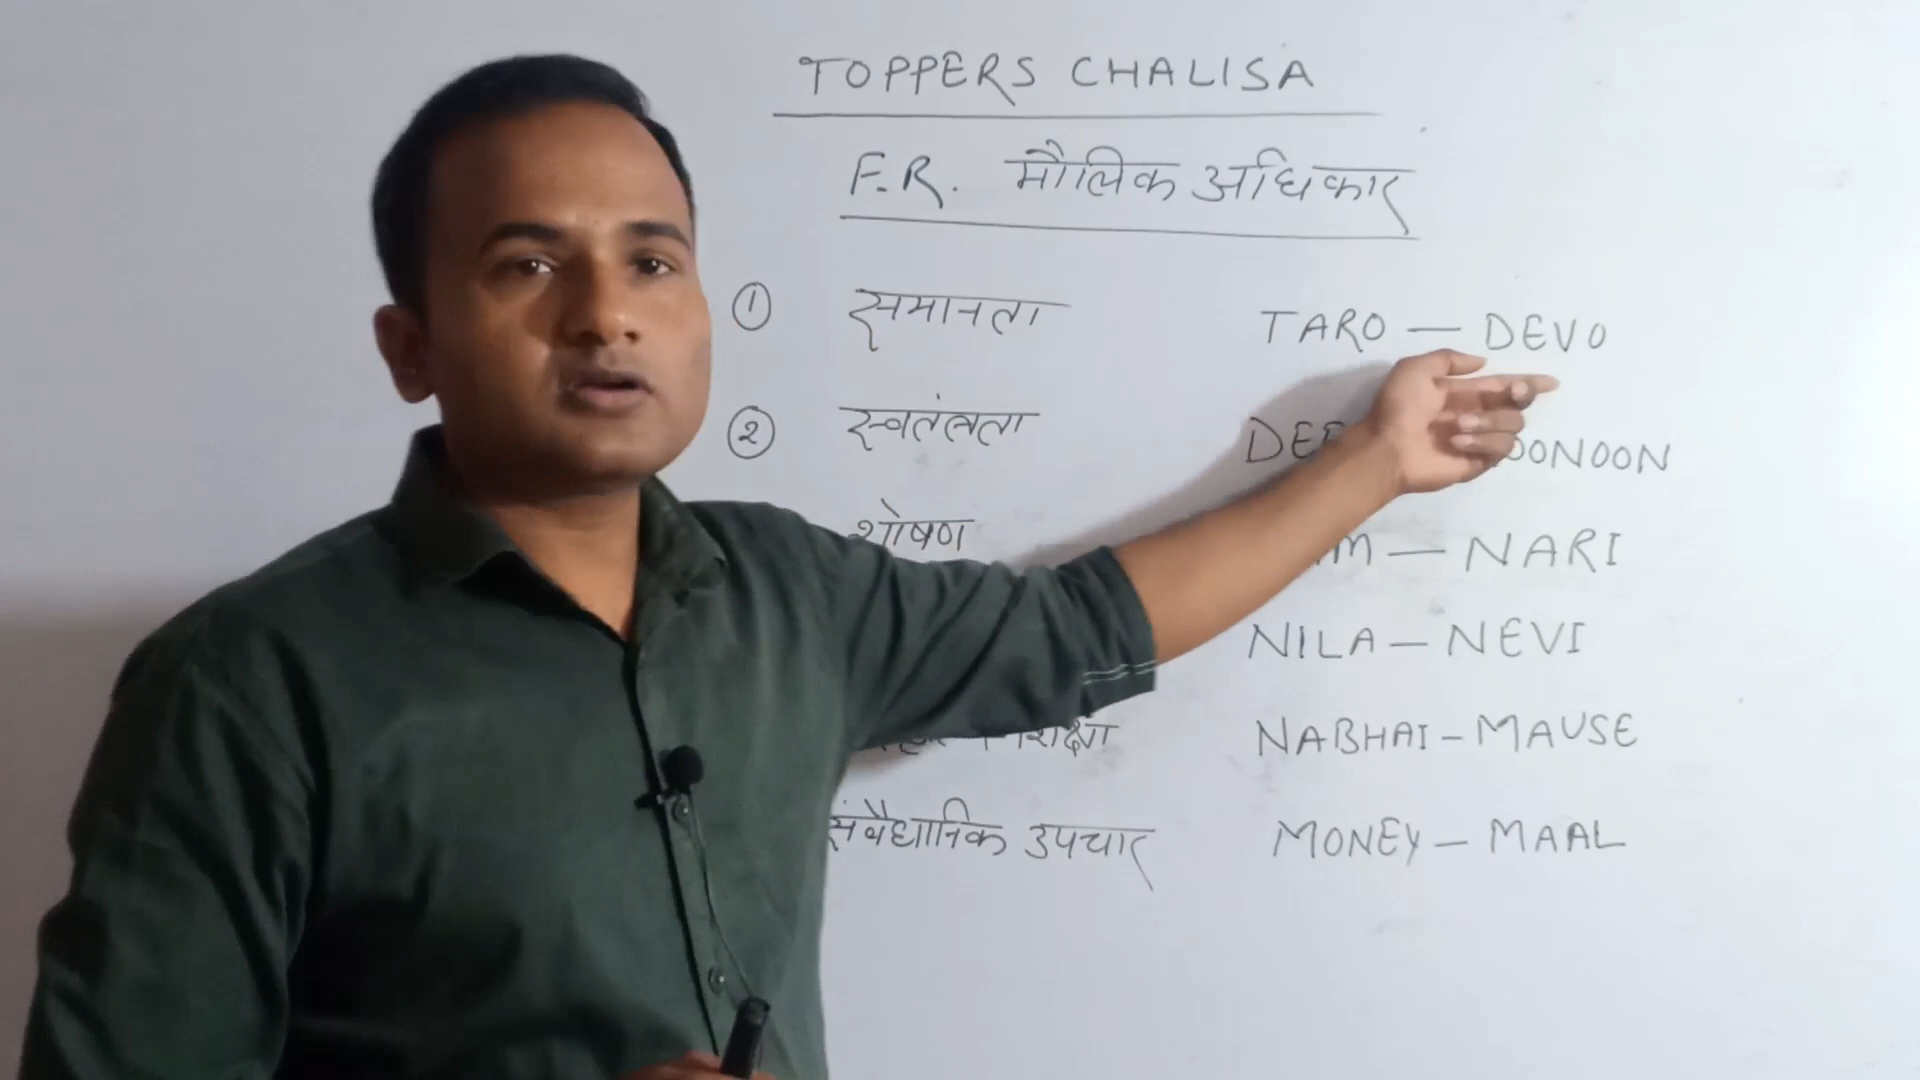 TOPPERS CHALISA
F.R. मौलिक अधिकार
① समानता TARO — DEVO
② स्वतंत्रता
शोषण — NARI
NILA — NEVI
NABHAI - MAUSE
संवैधानिक उपचार MONEY — MAAL